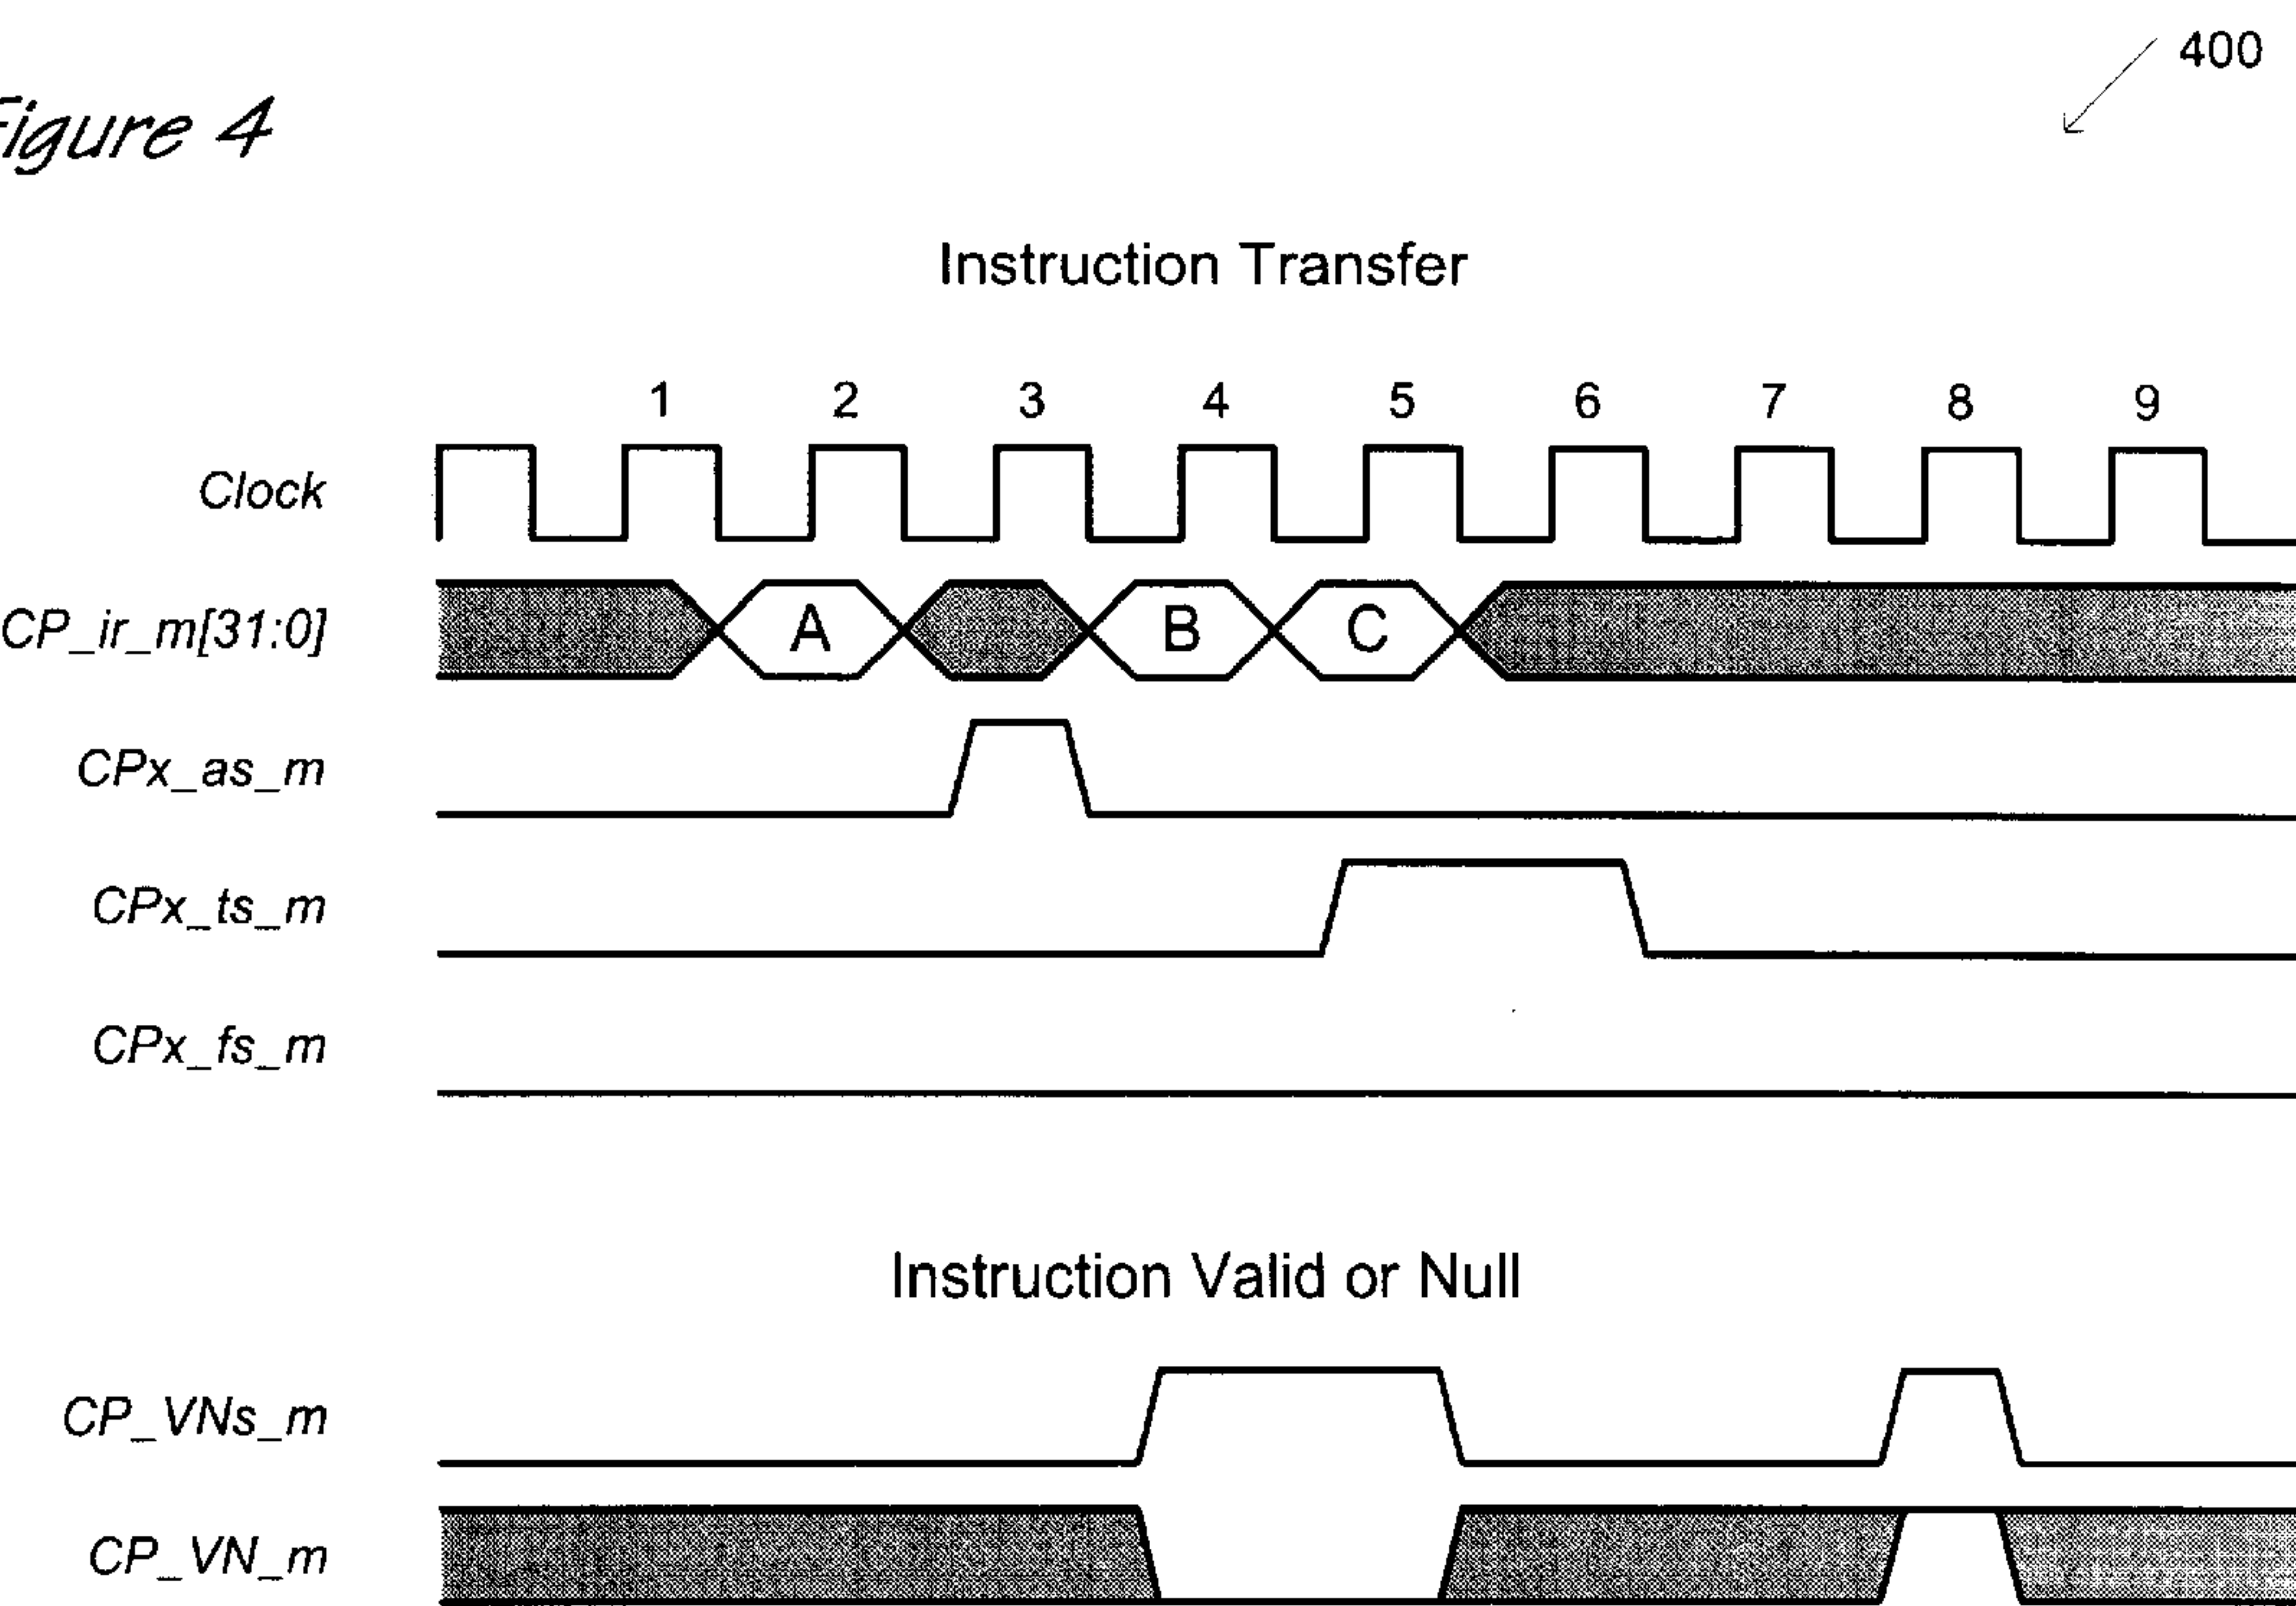 400
Figure 4
Instruction Transfer
1 2 3 4 5 6 7 8 9
Clock
CP_ir_m[31:0] A B C
CPx_as_m
CPx_ts_m
CPx_fs_m
Instruction Valid or Null
CP_VNs_m
CP_VN_m